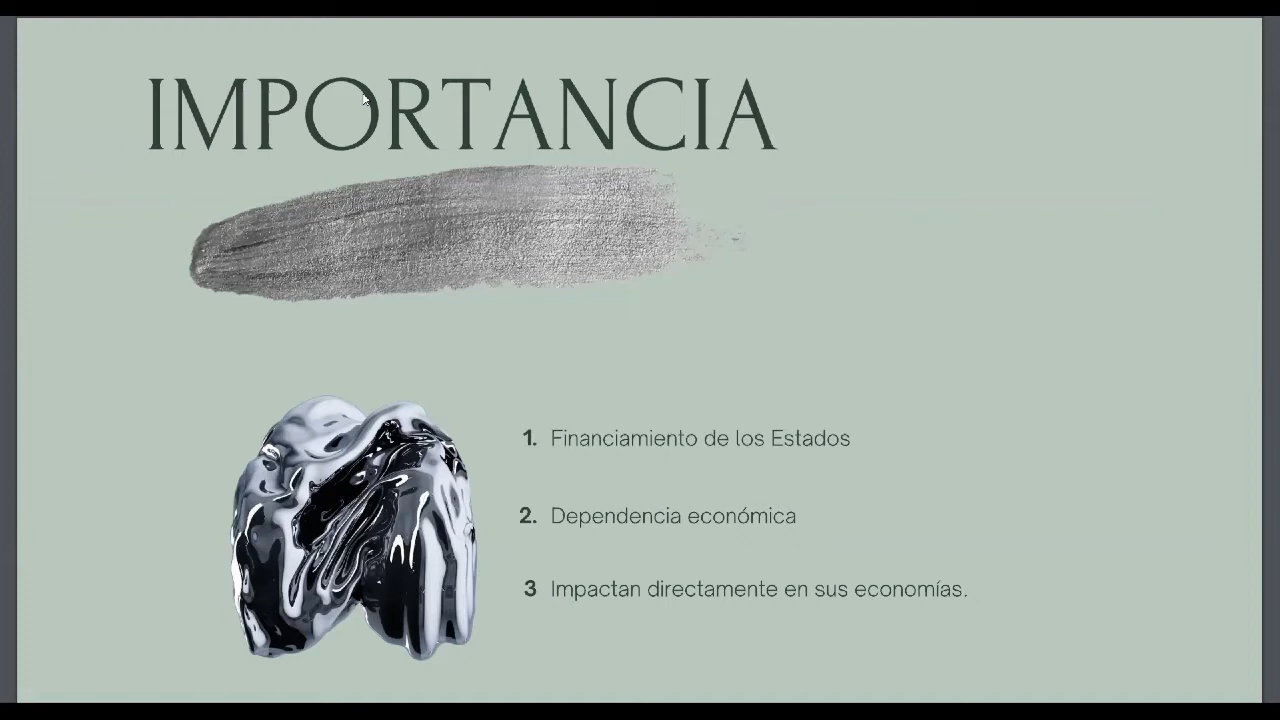 IMPORTANCIA
1. Financiamiento de los Estados
2. Dependencia económica
3 Impactan directamente en sus economías.